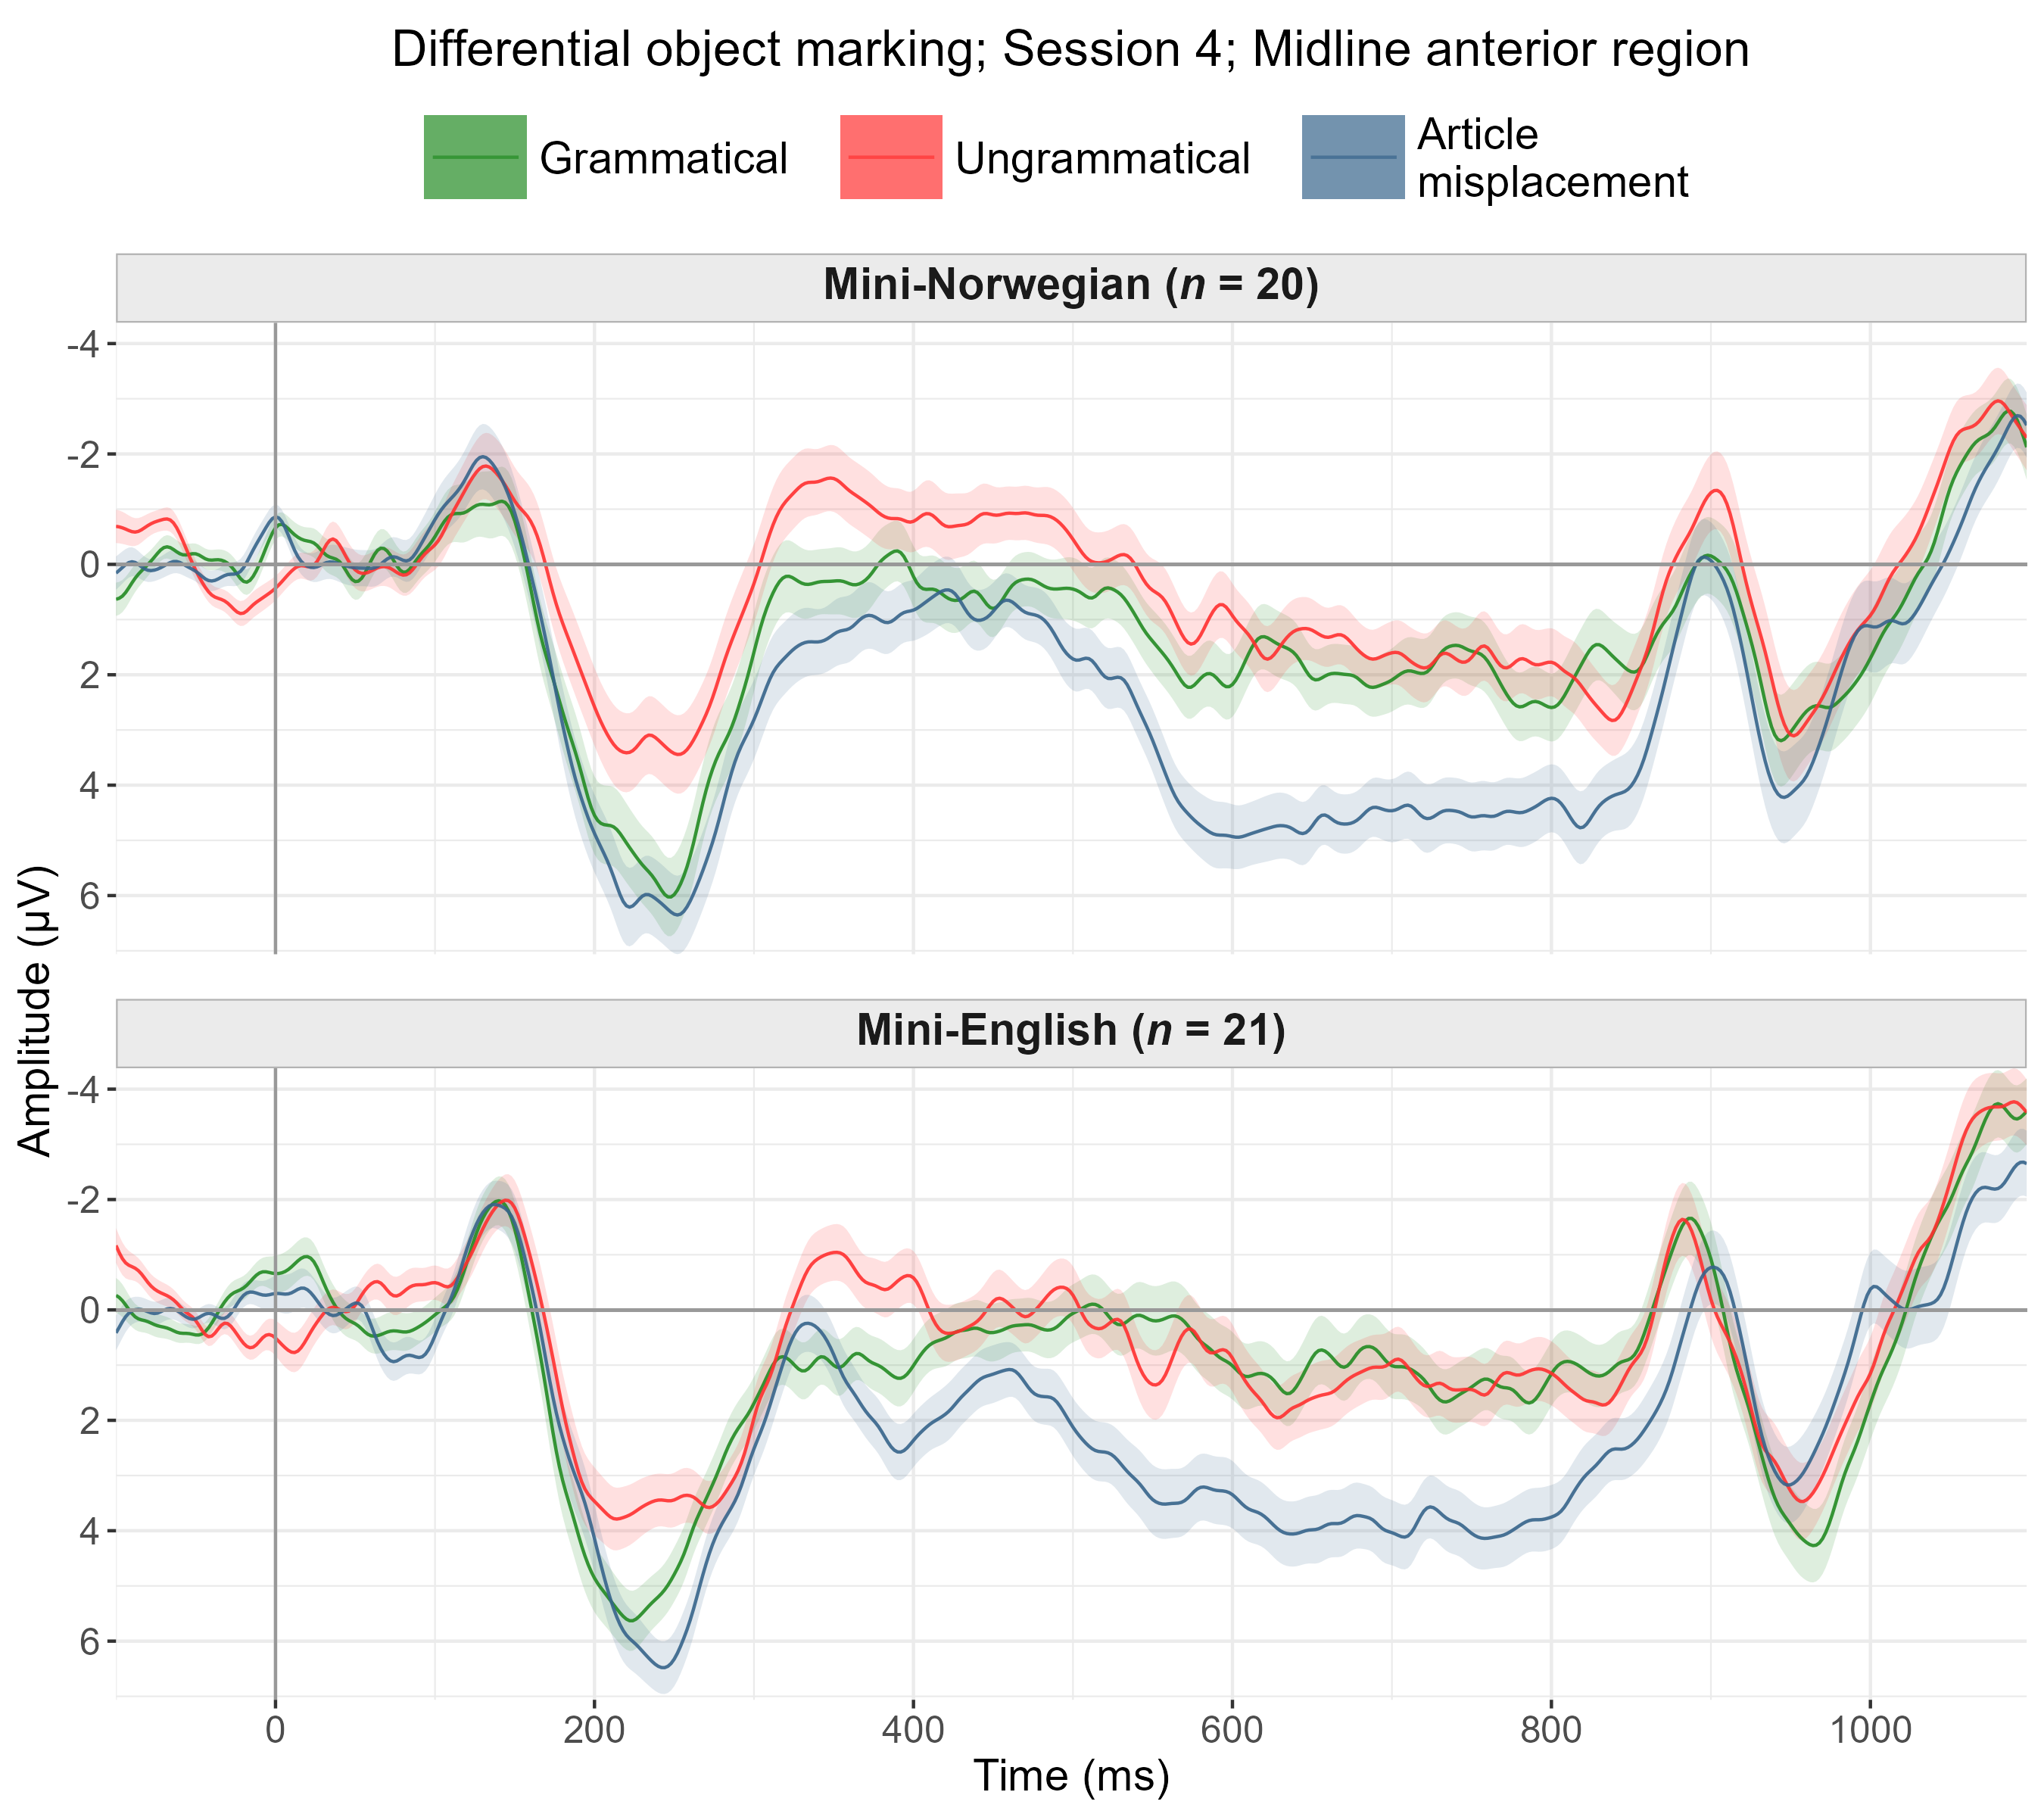 Differential object marking; Session 4; Midline anterior region
Grammatical
Ungrammatical
Article
misplacement
Mini-Norwegian (n = 20)
-4
-2
0
2
4
6
Amplitude (µV)
Mini-English (n = 21)
-4
-2
0
2
4
6
0 200 400 600 800 1000
Time (ms)